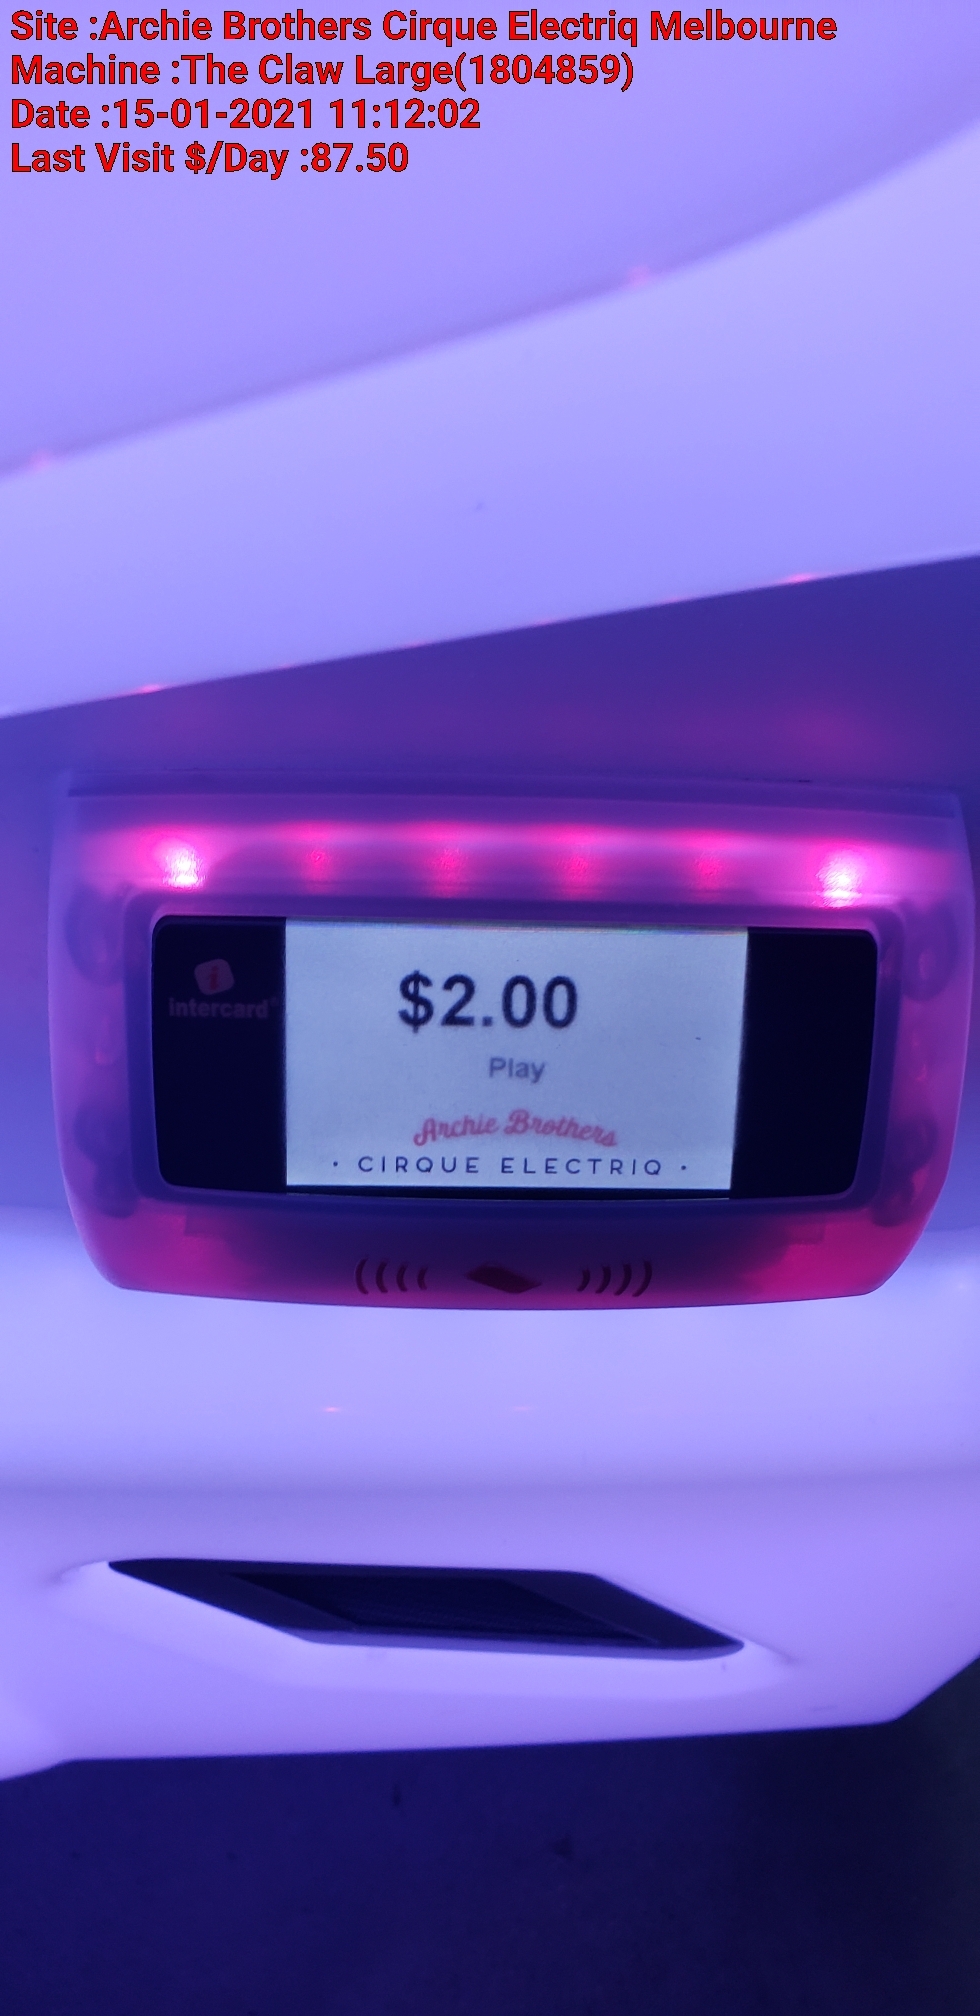 Site :Archie Brothers Cirque Electriq Melbourne
Machine :The Claw Large(1804859)
Date :15-01-2021 11:12:02
Last Visit $/Day :87.50
intercard®
$2.00
Play
Archie Brothers
· CIRQUE ELECTRIQ ·